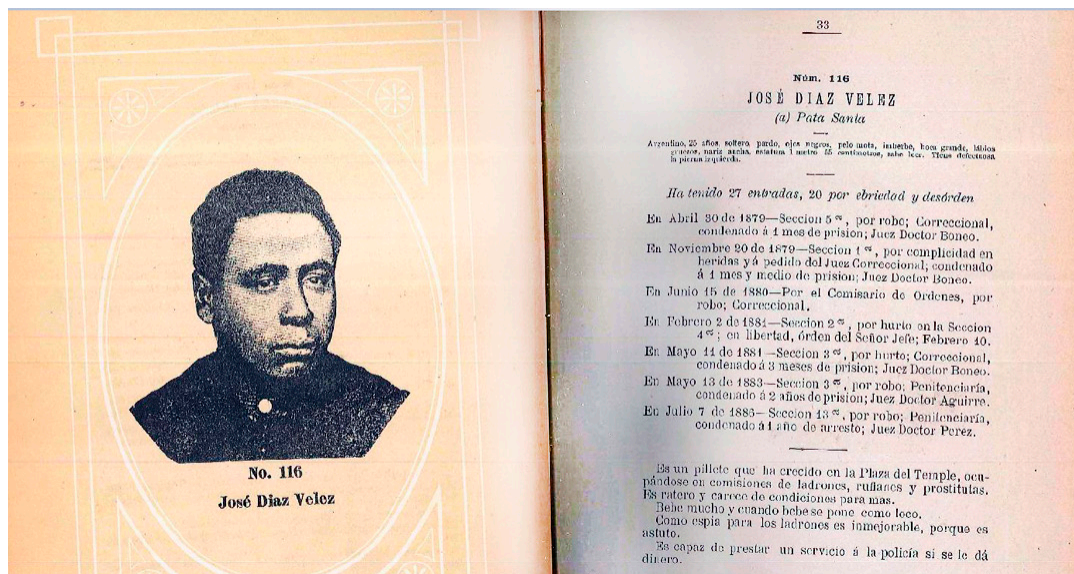 No. 116
José Diaz Velez
33
Núm. 116
JOSÉ DIAZ VELEZ
(a) Pata Santa
Argentino, 25 años, soltero, pardo, ojos negros, pelo mota, imberbe, boca grande, lábios
gruesos, nariz ancha, estatura 1 metro 55 centimetros, sabe leer. Tiene defectuosa
la pierna izquierda.
Ha tenido 27 entradas, 20 por ebriedad y desórden
En Abril 30 de 1879—Seccion 5 ª, por robo; Correccional,
condenado á 1 mes de prision; Juez Doctor Boneo.
En Noviembre 20 de 1879—Seccion 1 ª, por complicidad en
heridas y á pedido del Juez Correccional; condenado
á 1 mes y medio de prision; Juez Doctor Boneo.
En Junio 15 de 1880—Por el Comisario de Ordenes, por
robo; Correccional.
En Febrero 2 de 1881—Seccion 2 ª, por hurto en la Seccion
4 ª; en libertad, órden del Señor Jefe; Febrero 10.
En Mayo 11 de 1881—Seccion 3 ª, por hurto; Correccional,
condenado á 3 meses de prision; Juez Doctor Boneo.
En Mayo 13 de 1883—Seccion 3 ª, por robo; Penitenciaría,
condenado á 2 años de prision; Juez Doctor Aguirre.
En Julio 7 de 1886—Seccion 13 ª, por robo; Penitenciaría,
condenado á 1 año de arresto; Juez Doctor Perez.
Es un pillete que ha crecido en la Plaza del Temple, ocu-
pándose en comisiones de ladrones, rufianes y prostitutas.
Es ratero y carece de condiciones para mas.
Bebe mucho y cuando bebe se pone como loco.
Como espía para los ladrones es inmejorable, porque es
astuto.
Es capaz de prestar un servicio á la policía si se le dá
dinero.